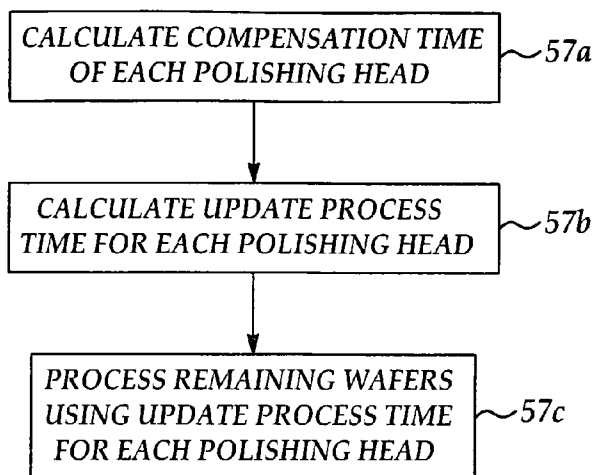 CALCULATE COMPENSATION TIME
OF EACH POLISHING HEAD
57a
CALCULATE UPDATE PROCESS
TIME FOR EACH POLISHING HEAD
57b
PROCESS REMAINING WAFERS
USING UPDATE PROCESS TIME
FOR EACH POLISHING HEAD
57c